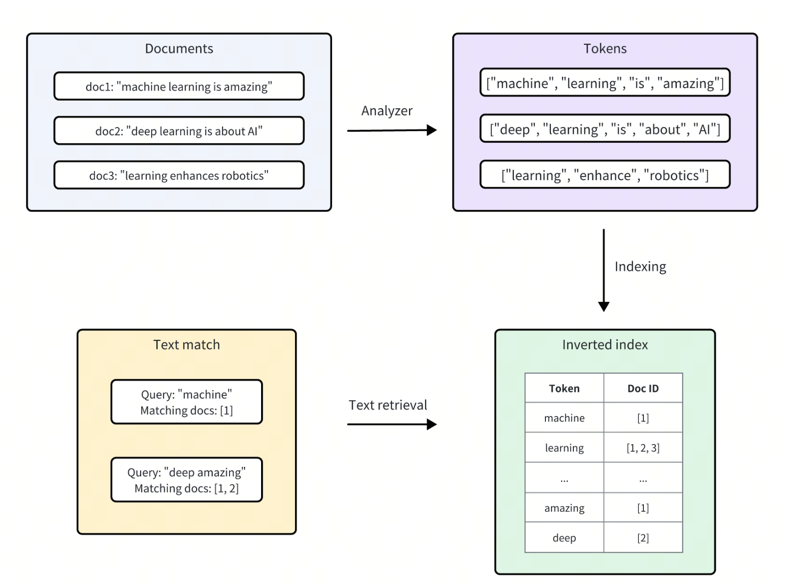 Documents
doc1: "machine learning is amazing"
doc2: "deep learning is about AI"
doc3: "learning enhances robotics"
Analyzer
Tokens
["machine", "learning", "is", "amazing"]
["deep", "learning", "is", "about", "AI"]
["learning", "enhance", "robotics"]
Indexing
Text match
Query: "machine"
Matching docs: [1]
Query: "deep amazing"
Matching docs: [1, 2]
Text retrieval
Inverted index
Token Doc ID
machine [1]
learning [1, 2, 3]
... ...
amazing [1]
deep [2]